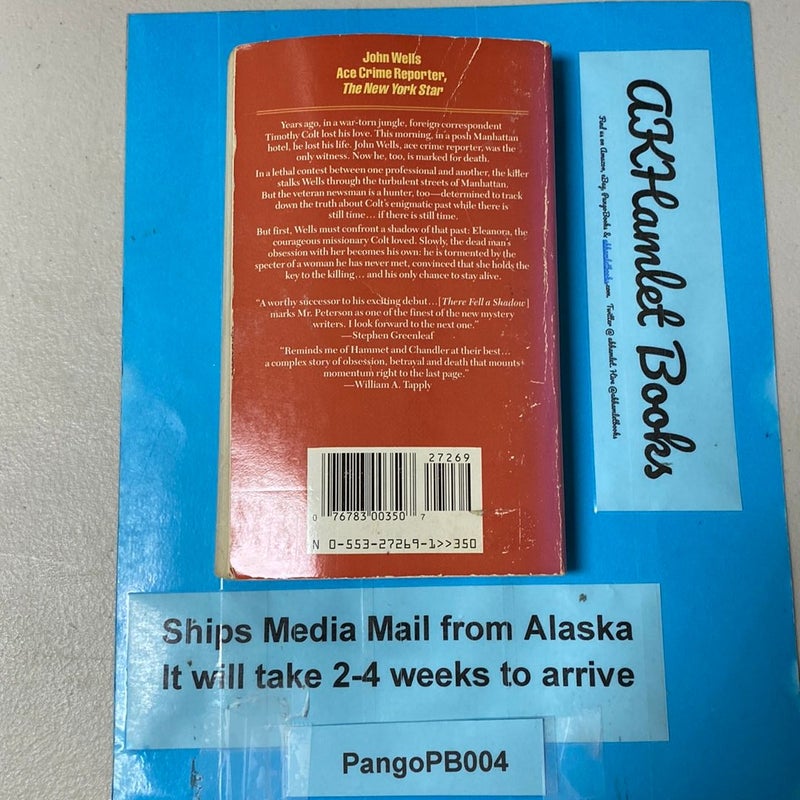 John Wells
Ace Crime Reporter,
The New York Star
Years ago, in a war-torn jungle, foreign correspondent
Timothy Colt lost his love. This morning, in a posh Manhattan
hotel, he lost his life. John Wells, ace crime reporter, was the
only witness. Now he, too, is marked for death.
In a lethal contest between one professional and another, the killer
stalks Wells through the turbulent streets of Manhattan.
But the veteran newsman is a hunter, too—determined to track
down the truth about Colt's enigmatic past while there is
still time... if there is still time.
But first, Wells must confront a shadow of that past: Eleanora, the
courageous missionary Colt loved. Slowly, the dead man's
obsession with her becomes his own: he is tormented by the
specter of a woman he has never met, convinced that she holds the
key to the killing... and his only chance to stay alive.
“A worthy successor to his exciting debut...[There Fell a Shadow]
marks Mr. Peterson as one of the finest of the new mystery
writers. I look forward to the next one.”
—Stephen Greenleaf
“Reminds me of Hammet and Chandler at their best...
a complex story of obsession, betrayal and death that mounts
momentum right to the last page.”
—William A. Tapply
27269
0 76783 00350 7
N 0-553-27269-1>>350
AKHamlet Books
Find us on Amazon, eBay, PangoBooks & akhamletbooks.com. Twitter @ akhamlet. Hive @akhamletbooks
Ships Media Mail from Alaska
It will take 2-4 weeks to arrive
PangoPB004